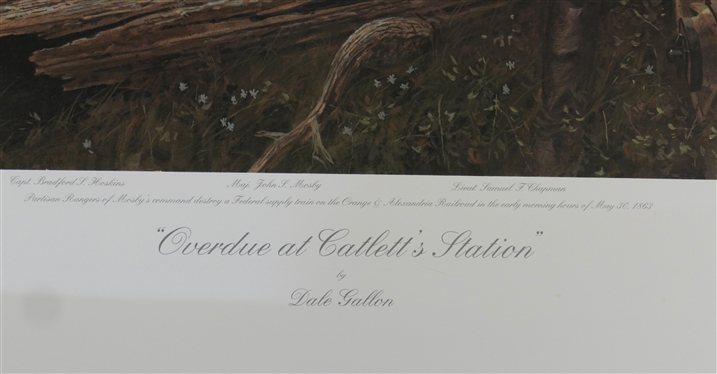 Capt. Bradford S. Hoskins Maj. John S. Mosby Lieut. Samuel F. Chapman
Partisan Rangers of Mosby's command destroy a Federal supply train on the Orange & Alexandria Railroad in the early morning hours of May 30, 1863
"Overdue at Catlett's Station"
by
Dale Gallon